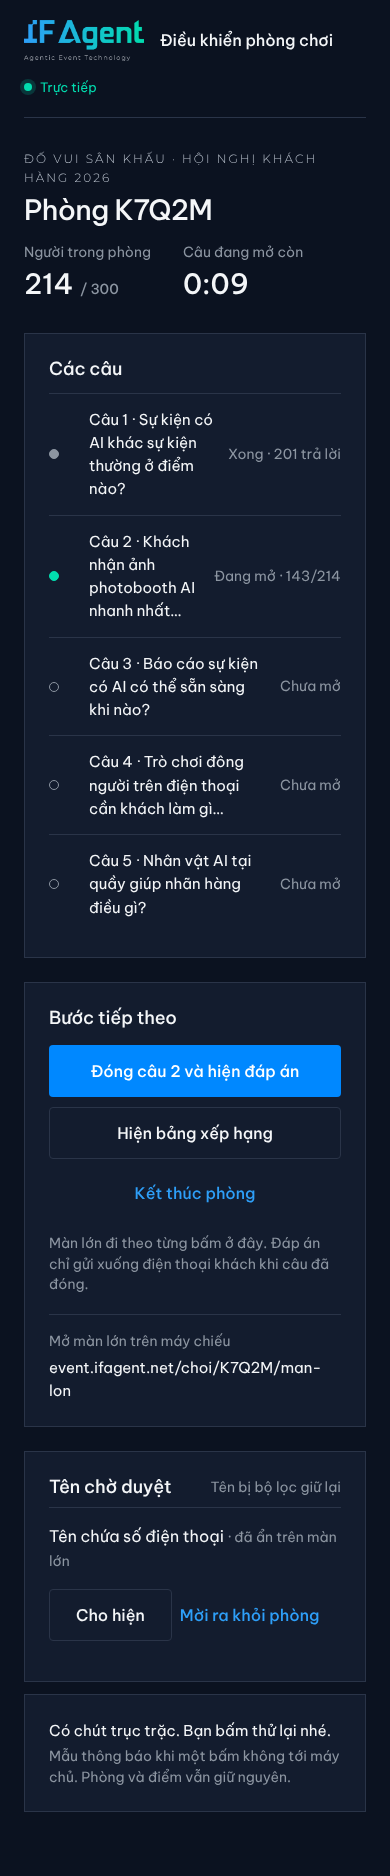 IF Agent
Agentic Event Technology
Điều khiển phòng chơi
Trực tiếp
ĐỐ VUI SÂN KHẤU · HỘI NGHỊ KHÁCH
HÀNG 2026
Phòng K7Q2M
Người trong phòng
Câu đang mở còn
214 / 300
0:09
Các câu
Câu 1 · Sự kiện có
AI khác sự kiện
thường ở điểm
nào?
Xong · 201 trả lời
Câu 2 · Khách
nhận ảnh
photobooth AI
nhanh nhất...
Đang mở · 143/214
Câu 3 · Báo cáo sự kiện
có AI có thể sẵn sàng
khi nào?
Chưa mở
Câu 4 · Trò chơi đông
người trên điện thoại
cần khách làm gì...
Chưa mở
Câu 5 · Nhân vật AI tại
quầy giúp nhãn hàng
điều gì?
Chưa mở
Bước tiếp theo
Đóng câu 2 và hiện đáp án
Hiện bảng xếp hạng
Kết thúc phòng
Màn lớn đi theo từng bấm ở đây. Đáp án
chỉ gửi xuống điện thoại khách khi câu đã
đóng.
Mở màn lớn trên máy chiếu
event.ifagent.net/choi/K7Q2M/man-
lon
Tên chờ duyệt
Tên bị bộ lọc giữ lại
Tên chứa số điện thoại · đã ẩn trên màn
lớn
Cho hiện
Mời ra khỏi phòng
Có chút trục trặc. Bạn bấm thử lại nhé.
Mẫu thông báo khi một bấm không tới máy
chủ. Phòng và điểm vẫn giữ nguyên.